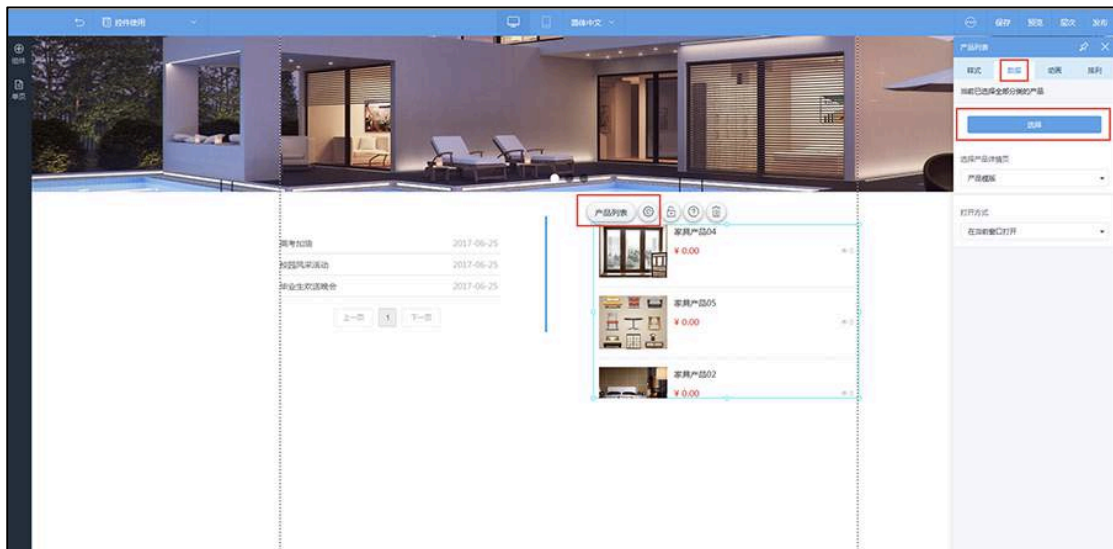 控件使用
简体中文
保存 预览 层次 发布
组件
单页
产品列表
样式 数据 动画 排列
当前已选择全部分类的产品
选择
选择产品详情页
产品模板
打开方式
在当前窗口打开
产品列表
高考加油 2017-06-25
校园风采活动 2017-06-25
毕业生欢送晚会 2017-06-25
上一页 1 下一页
家具产品04
¥ 0.00
家具产品05
¥ 0.00
家具产品02
¥ 0.00